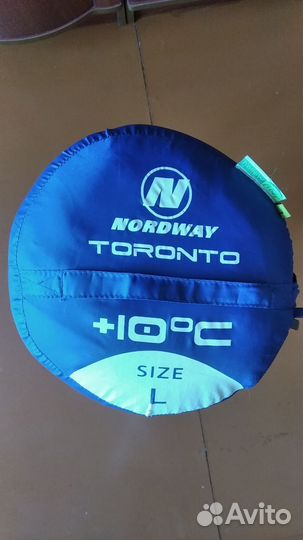 N
NORDWAY
TORONTO
+10°C
SIZE
L
Avito